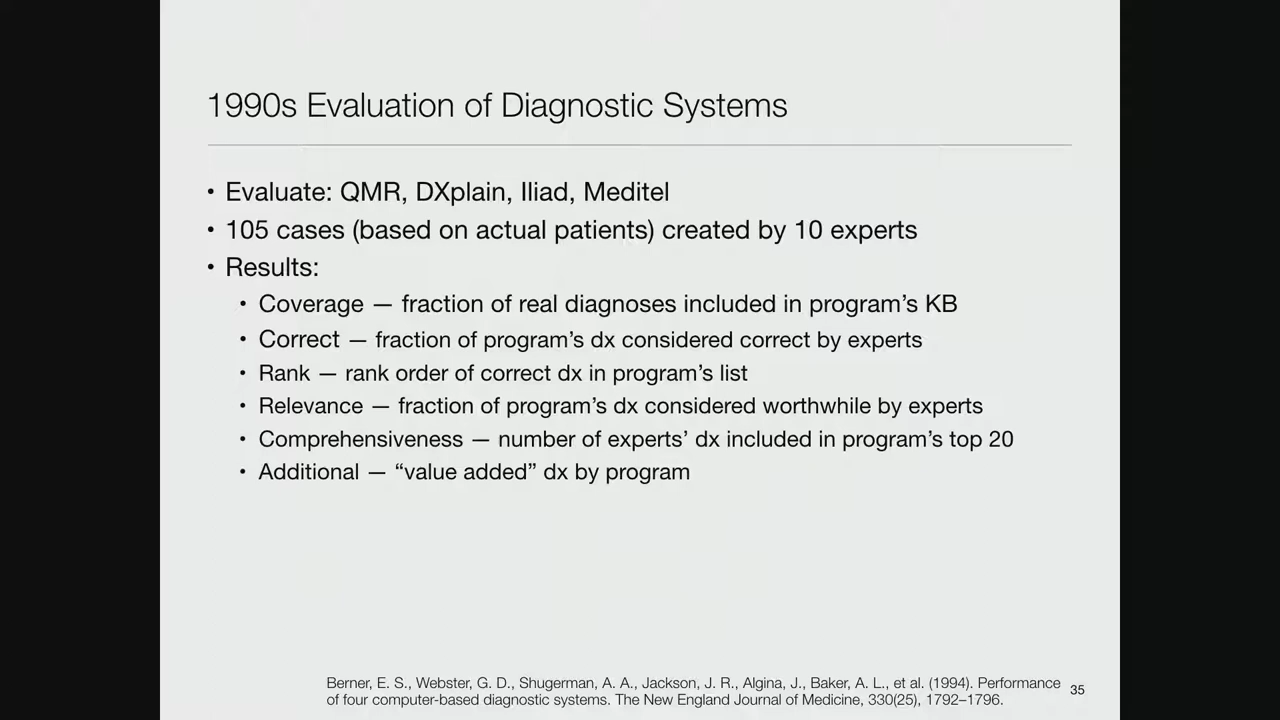 1990s Evaluation of Diagnostic Systems
• Evaluate: QMR, DXplain, Iliad, Meditel
• 105 cases (based on actual patients) created by 10 experts
• Results:
• Coverage — fraction of real diagnoses included in program’s KB
• Correct — fraction of program’s dx considered correct by experts
• Rank — rank order of correct dx in program’s list
• Relevance — fraction of program’s dx considered worthwhile by experts
• Comprehensiveness — number of experts’ dx included in program’s top 20
• Additional — “value added” dx by program
Berner, E. S., Webster, G. D., Shugerman, A. A., Jackson, J. R., Algina, J., Baker, A. L., et al. (1994). Performance
of four computer-based diagnostic systems. The New England Journal of Medicine, 330(25), 1792–1796.
35